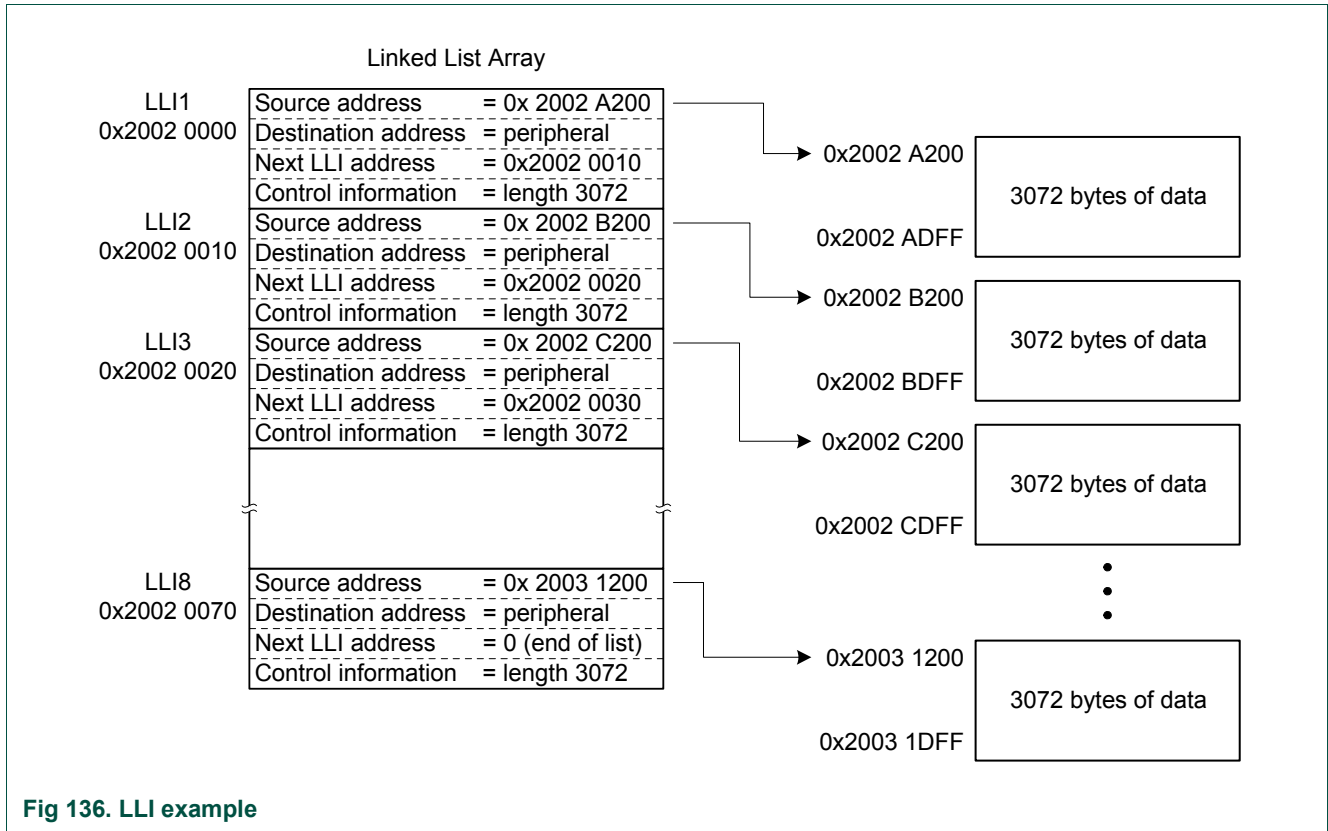 Linked List Array
LLI1
0x2002 0000
Source address = 0x 2002 A200
Destination address = peripheral
Next LLI address = 0x2002 0010
Control information = length 3072
LLI2
0x2002 0010
Source address = 0x 2002 B200
Destination address = peripheral
Next LLI address = 0x2002 0020
Control information = length 3072
LLI3
0x2002 0020
Source address = 0x 2002 C200
Destination address = peripheral
Next LLI address = 0x2002 0030
Control information = length 3072
LLI8
0x2002 0070
Source address = 0x 2003 1200
Destination address = peripheral
Next LLI address = 0 (end of list)
Control information = length 3072
0x2002 A200
3072 bytes of data
0x2002 ADFF
0x2002 B200
3072 bytes of data
0x2002 BDFF
0x2002 C200
3072 bytes of data
0x2002 CDFF
0x2003 1200
3072 bytes of data
0x2003 1DFF
Fig 136. LLI example